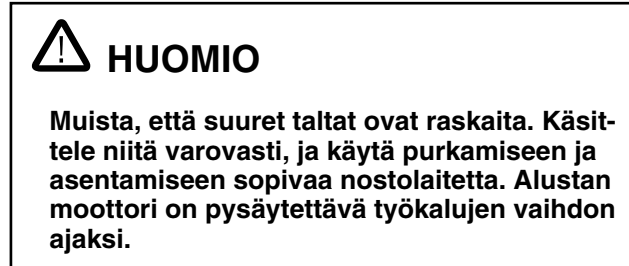 HUOMIO
Muista, että suuret taltat ovat raskaita. Käsit-
tele niitä varovasti, ja käytä purkamiseen ja
asentamiseen sopivaa nostolaitetta. Alustan
moottori on pysäytettävä työkalujen vaihdon
ajaksi.